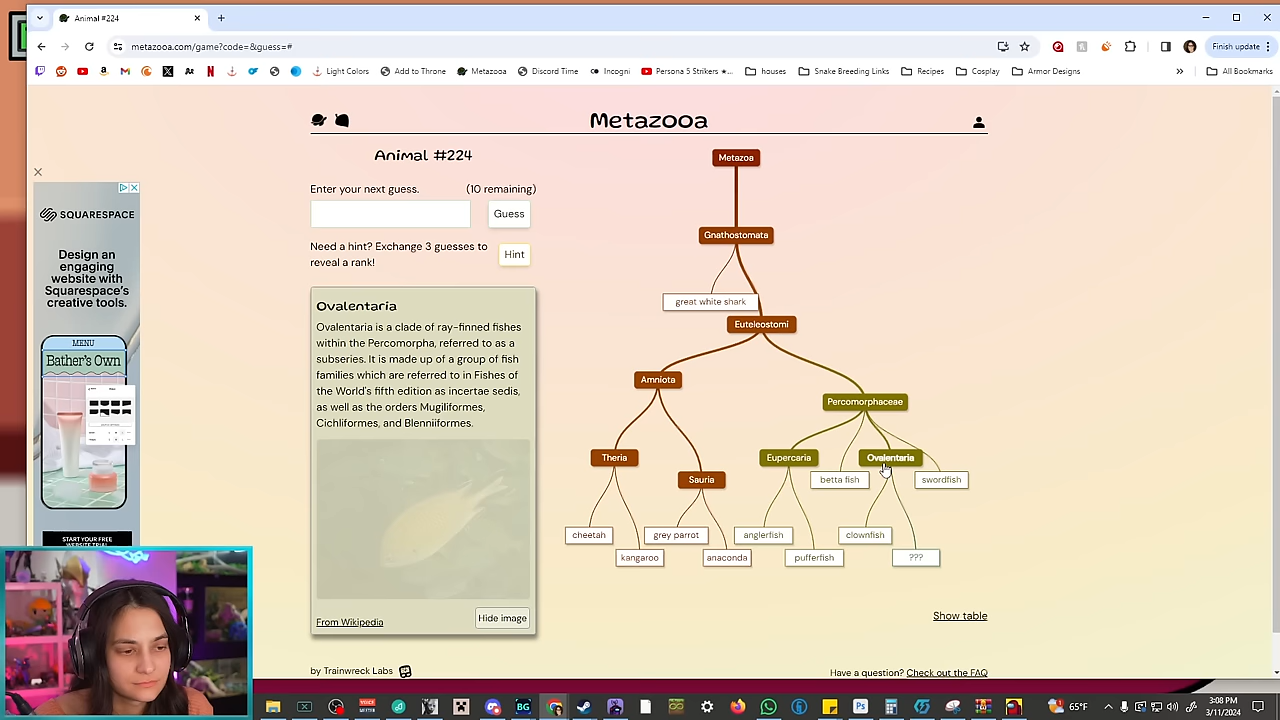 Animal #224
metazooa.com/game?code=&guess=#
Finish update
Light Colors
Add to Throne
Metazooa
Discord Time
Incogni
Persona 5 Strikers ★...
houses
Snake Breeding Links
Recipes
Cosplay
Armor Designs
All Bookmarks
Metazooa
Animal #224
Enter your next guess.
(10 remaining)
Guess
Need a hint? Exchange 3 guesses to
reveal a rank!
Hint
Ovalentaria
Ovalentaria is a clade of ray-finned fishes
within the Percomorpha, referred to as a
subseries. It is made up of a group of fish
families which are referred to in Fishes of
the World's fifth edition as incertae sedis,
as well as the orders Mugiliformes,
Cichliformes, and Blenniiformes.
From Wikipedia
Hide image
by Trainwreck Labs
Metazoa
Gnathostomata
great white shark
Euteleostomi
Amniota
Percomorphaceae
Theria
Sauria
Eupercaria
betta fish
Ovalentaria
swordfish
cheetah
kangaroo
grey parrot
anaconda
anglerfish
pufferfish
clownfish
???
Show table
Have a question? Check out the FAQ
SQUARESPACE
Design an
engaging
website with
Squarespace's
creative tools.
MENU
Bather's Own
START YOUR FREE
65°F
3:08 PM
3/11/2024